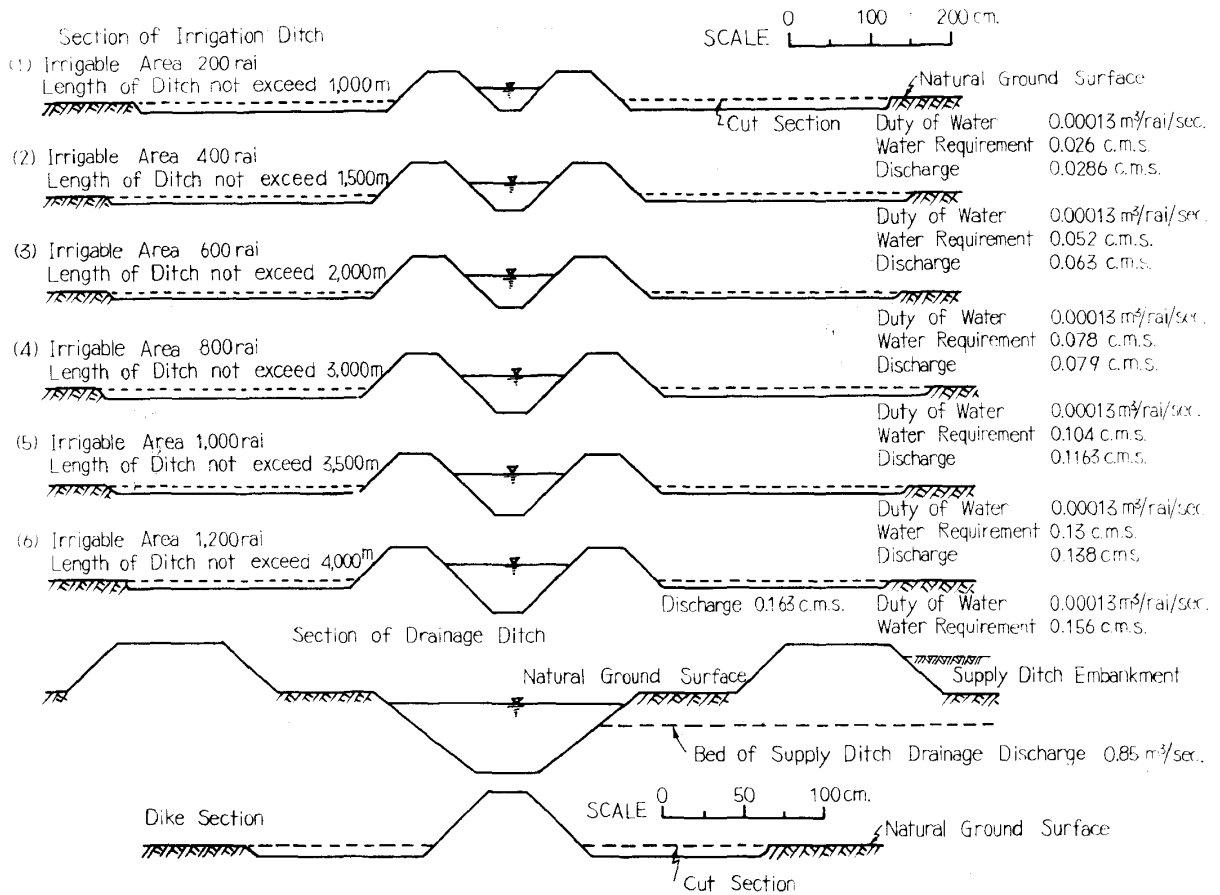 Section of Irrigation Ditch
SCALE 0 100 200 cm.
(1) Irrigable Area 200 rai
Length of Ditch not exceed 1,000m
Natural Ground Surface
Cut Section
Duty of Water 0.00013 m³/rai/sec.
Water Requirement 0.026 c.m.s.
Discharge 0.0286 c.m.s.
(2) Irrigable Area 400 rai
Length of Ditch not exceed 1,500m
Duty of Water 0.00013 m³/rai/sec.
Water Requirement 0.052 c.m.s.
Discharge 0.063 c.m.s.
(3) Irrigable Area 600 rai
Length of Ditch not exceed 2,000m
Duty of Water 0.00013 m³/rai/sec.
Water Requirement 0.078 c.m.s.
Discharge 0.079 c.m.s.
(4) Irrigable Area 800 rai
Length of Ditch not exceed 3,000m
Duty of Water 0.00013 m³/rai/sec.
Water Requirement 0.104 c.m.s.
Discharge 0.1163 c.m.s.
(5) Irrigable Area 1,000 rai
Length of Ditch not exceed 3,500m
Duty of Water 0.00013 m³/rai/sec.
Water Requirement 0.13 c.m.s.
Discharge 0.138 c.m.s
(6) Irrigable Area 1,200 rai
Length of Ditch not exceed 4,000m
Discharge 0.163 c.m.s.
Duty of Water 0.00013 m³/rai/sec.
Water Requirement 0.156 c.m.s.
Section of Drainage Ditch
Natural Ground Surface
Supply Ditch Embankment
Bed of Supply Ditch Drainage Discharge 0.85 m³/sec.
Dike Section
SCALE 0 50 100 cm.
Natural Ground Surface
Cut Section